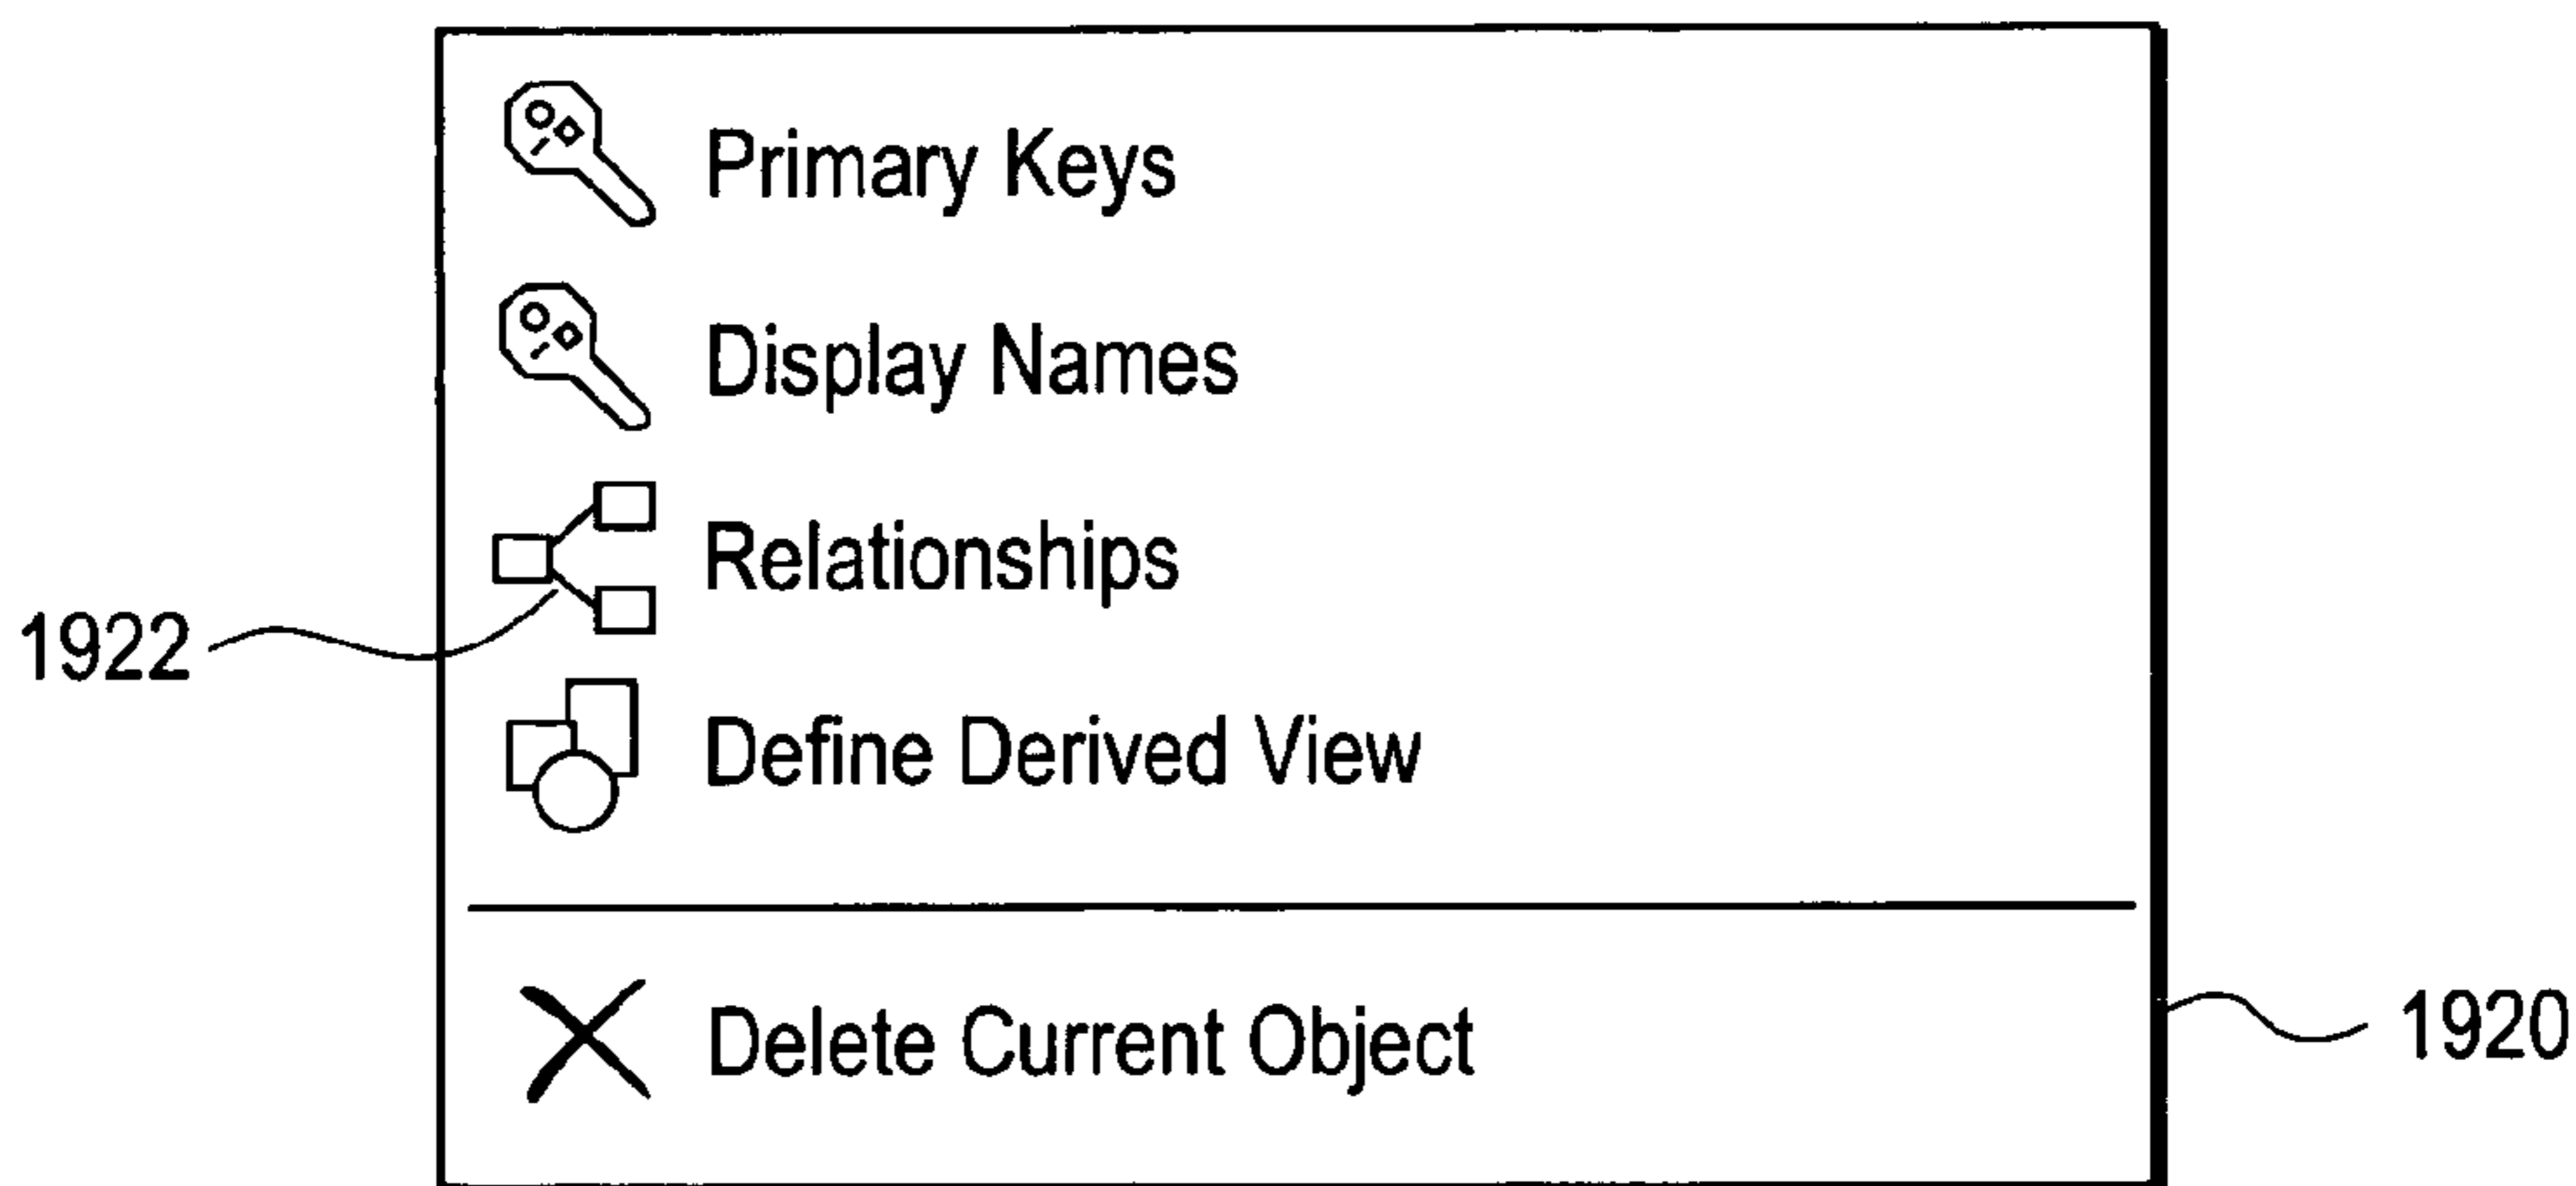 Primary Keys
Display Names
Relationships
1922
Define Derived View
Delete Current Object
1920